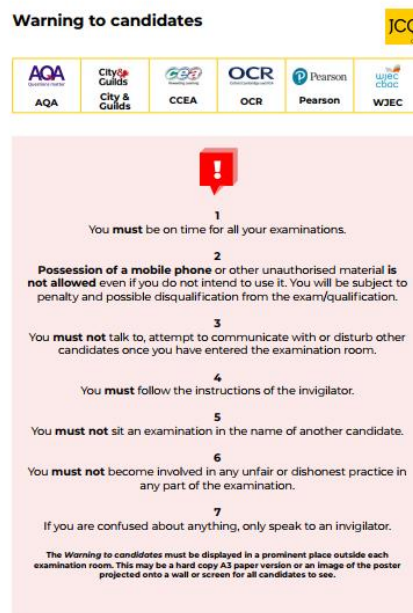 Warning to candidates
JCQ
AQA
City&
Guilds
cea
OCR
Pearson
wjec
cbac
AQA
City &
Guilds
CCEA
OCR
Pearson
WJEC
!
1
You must be on time for all your examinations.
2
Possession of a mobile phone or other unauthorised material is
not allowed even if you do not intend to use it. You will be subject to
penalty and possible disqualification from the exam/qualification.
3
You must not talk to, attempt to communicate with or disturb other
candidates once you have entered the examination room.
4
You must follow the instructions of the invigilator.
5
You must not sit an examination in the name of another candidate.
6
You must not become involved in any unfair or dishonest practice in
any part of the examination.
7
If you are confused about anything, only speak to an invigilator.
The Warning to candidates must be displayed in a prominent place outside each
examination room. This may be a hard copy A3 paper version or an image of the poster
projected onto a wall or screen for all candidates to see.